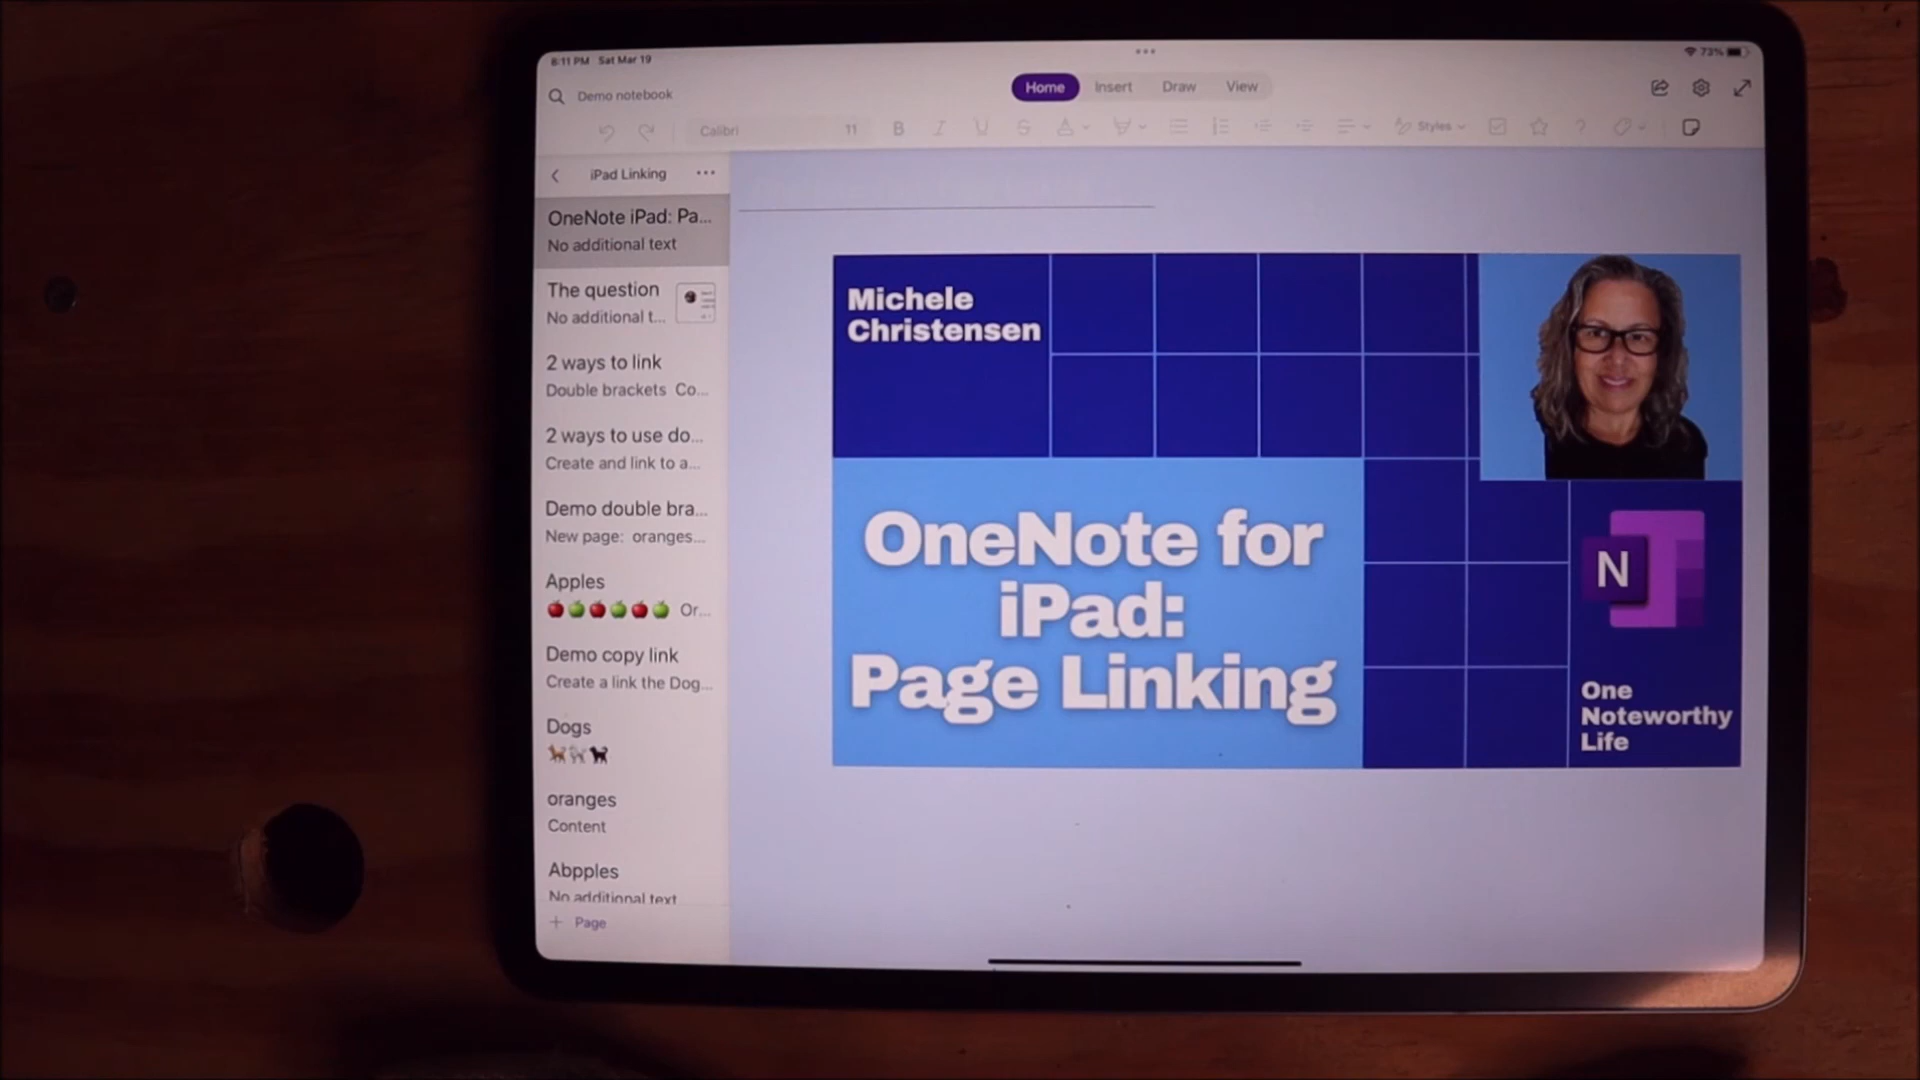 6:11 PM Sat Mar 19
73%
Demo notebook
Home
Insert
Draw
View
Calibri
11
B
I
U
S
A
Styles
?
iPad Linking
OneNote iPad: Pa...
No additional text
The question
No additional t...
2 ways to link
Double brackets Co...
2 ways to use do...
Create and link to a...
Demo double bra...
New page: oranges...
Apples
🍎🍏🍎🍏🍎🍏 Or...
Demo copy link
Create a link the Dog...
Dogs
🐕🐩🐈‍⬛
oranges
Content
Abpples
No additional text
+ Page
Michele
Christensen
OneNote for
iPad:
Page Linking
N
One
Noteworthy
Life